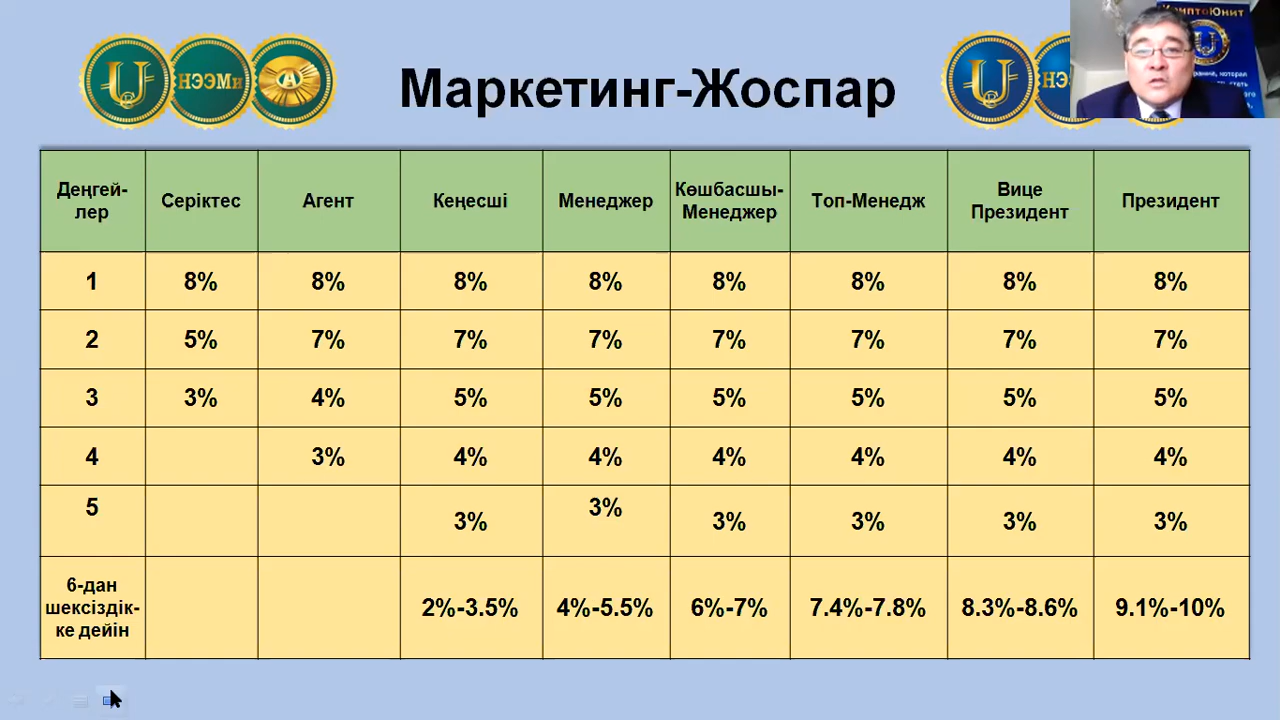 НЭЭМи
Маркетинг-Жоспар
КриптоЮнит
Деңгей-
лер
Серіктес
Агент
Кеңесші
Менеджер
Көшбасшы-
Менеджер
Топ-Менедж
Вице
Президент
Президент
1 8% 8% 8% 8% 8% 8% 8% 8%
2 5% 7% 7% 7% 7% 7% 7% 7%
3 3% 4% 5% 5% 5% 5% 5% 5%
4 3% 4% 4% 4% 4% 4% 4%
5 3% 3% 3% 3% 3% 3%
6-дан
шексіздік-
ке дейін
2%-3.5% 4%-5.5% 6%-7% 7.4%-7.8% 8.3%-8.6% 9.1%-10%